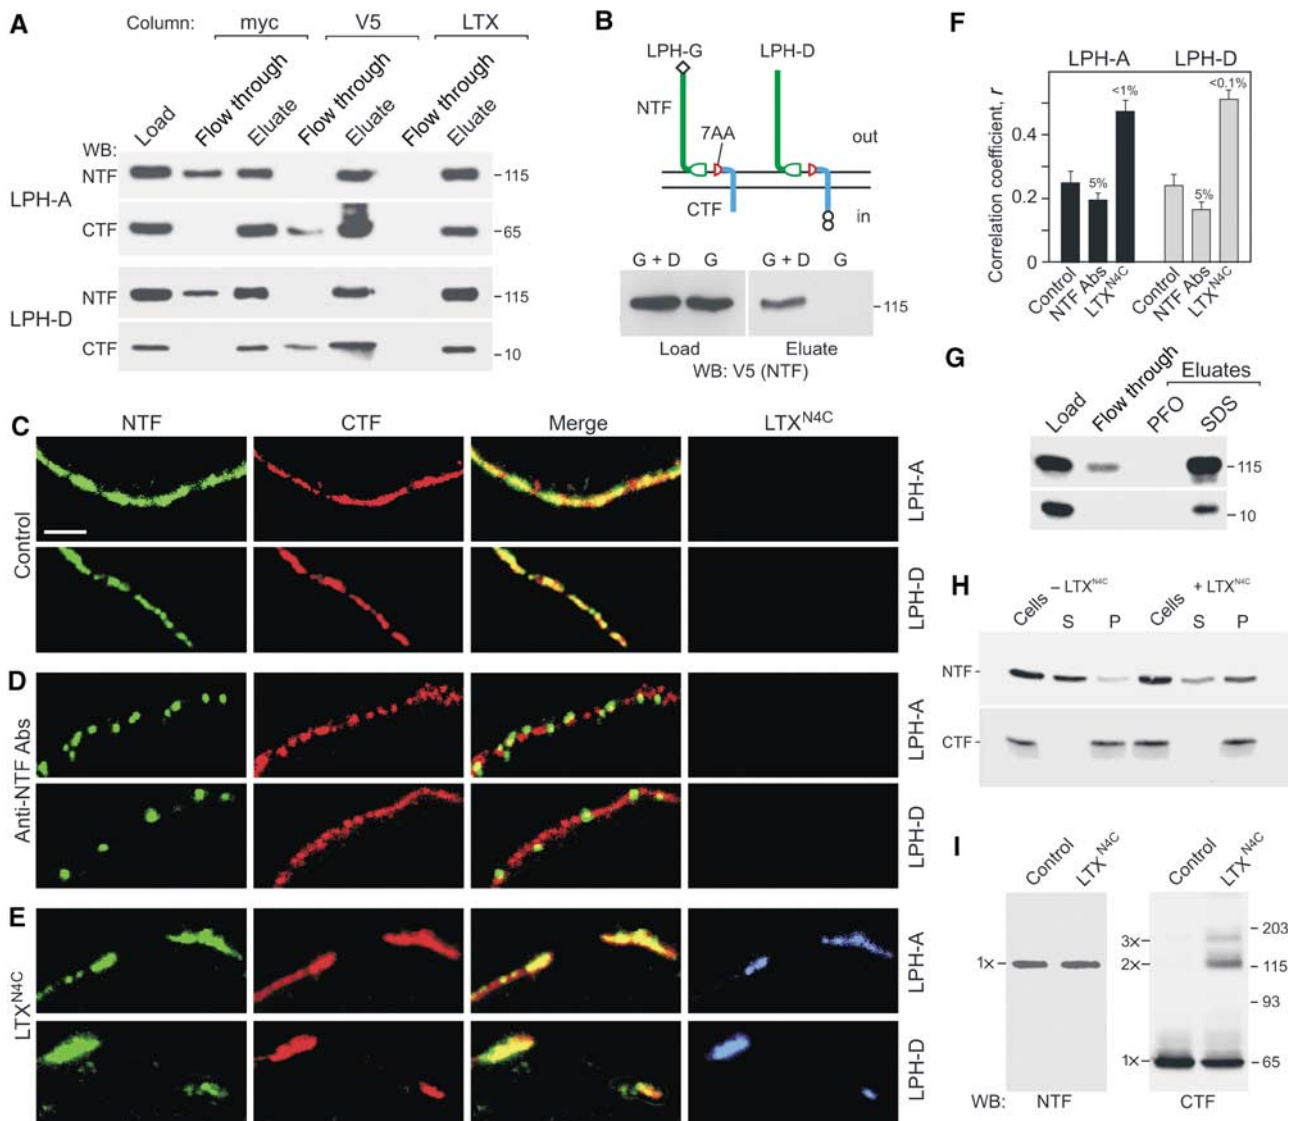 A
Column:
myc
V5
LTX
Load
Flow through
Eluate
Flow through
Eluate
Flow through
Eluate
WB:
LPH-A
NTF
115
CTF
65
LPH-D
NTF
115
CTF
10
B
LPH-G
LPH-D
NTF
7AA
out
CTF
in
G + D
G
G + D
G
115
Load
Eluate
WB: V5 (NTF)
F
LPH-A
LPH-D
Correlation coefficient, r
0.4
0.2
0
5%
<1%
5%
<0.1%
Control
NTF Abs
LTXN4C
Control
NTF Abs
LTXN4C
G
Eluates
Load
Flow through
PFO
SDS
115
10
C
NTF
CTF
Merge
LTXN4C
Control
LPH-A
LPH-D
D
Anti-NTF Abs
LPH-A
LPH-D
E
LTXN4C
LPH-A
LPH-D
H
– LTXN4C
+ LTXN4C
Cells
S
P
Cells
S
P
NTF
CTF
I
Control
LTXN4C
Control
LTXN4C
1×
3×
2×
1×
203
115
93
65
WB:
NTF
CTF